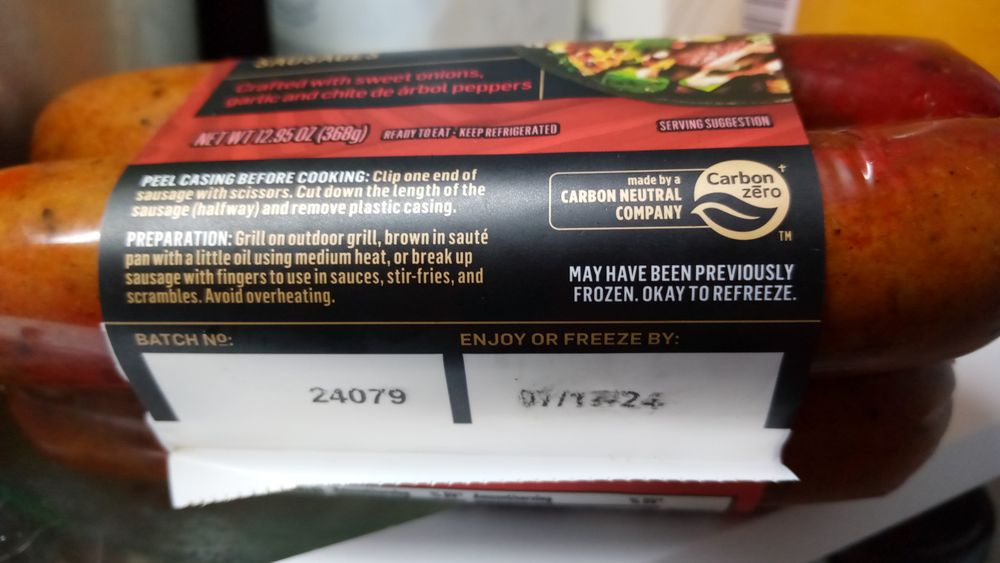 SAUSAGES
Crafted with sweet onions,
garlic and chile de árbol peppers
NET WT 12.95 OZ (368g) READY TO EAT - KEEP REFRIGERATED
SERVING SUGGESTION
PEEL CASING BEFORE COOKING: Clip one end of
sausage with scissors. Cut down the length of the
sausage (halfway) and remove plastic casing.
PREPARATION: Grill on outdoor grill, brown in sauté
pan with a little oil using medium heat, or break up
sausage with fingers to use in sauces, stir-fries, and
scrambles. Avoid overheating.
made by a
CARBON NEUTRAL
COMPANY
Carbon
zēro
TM
MAY HAVE BEEN PREVIOUSLY
FROZEN. OKAY TO REFREEZE.
BATCH Nº:
ENJOY OR FREEZE BY:
24079
Amount/serving